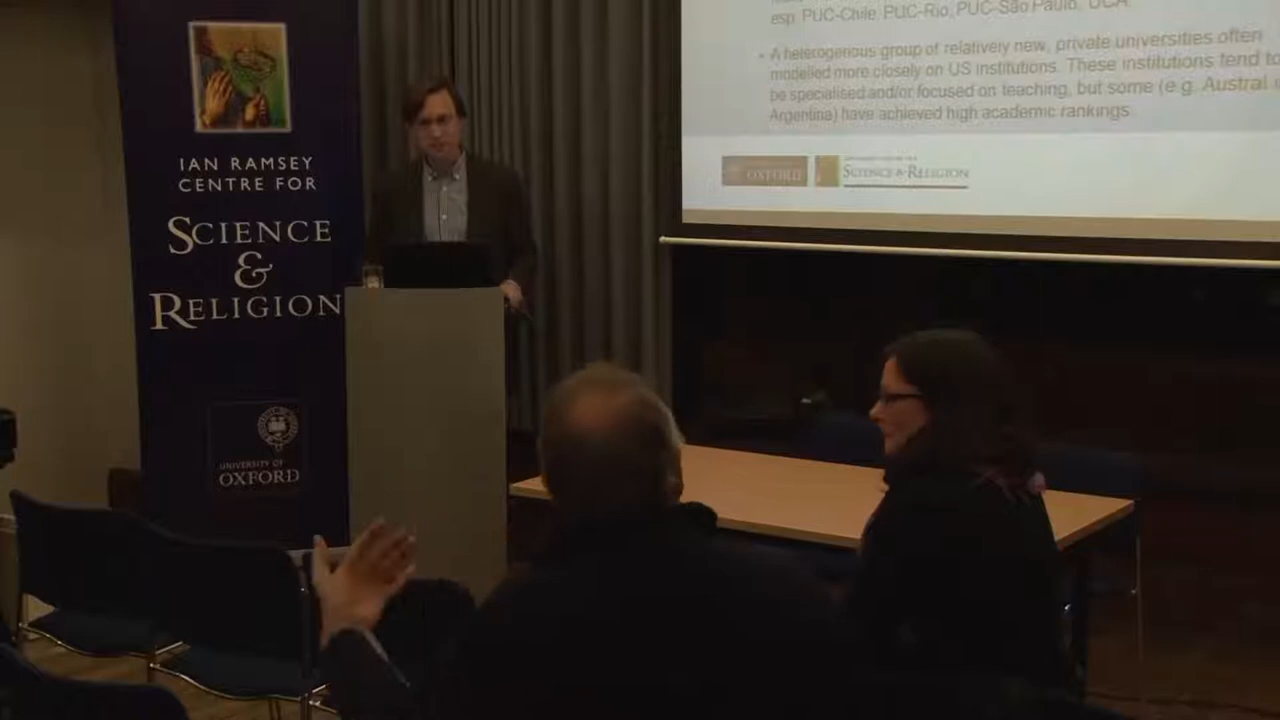 IAN RAMSEY
CENTRE FOR
SCIENCE
&
RELIGION
UNIVERSITY OF
OXFORD
esp. PUC-Chile, PUC-Rio, PUC-São Paulo, UCA
- A heterogenous group of relatively new, private universities often
modelled more closely on US institutions. These institutions tend to
be specialised and/or focused on teaching, but some (e.g. Austral
Argentina) have achieved high academic rankings.
OXFORD
SCIENCE & RELIGION